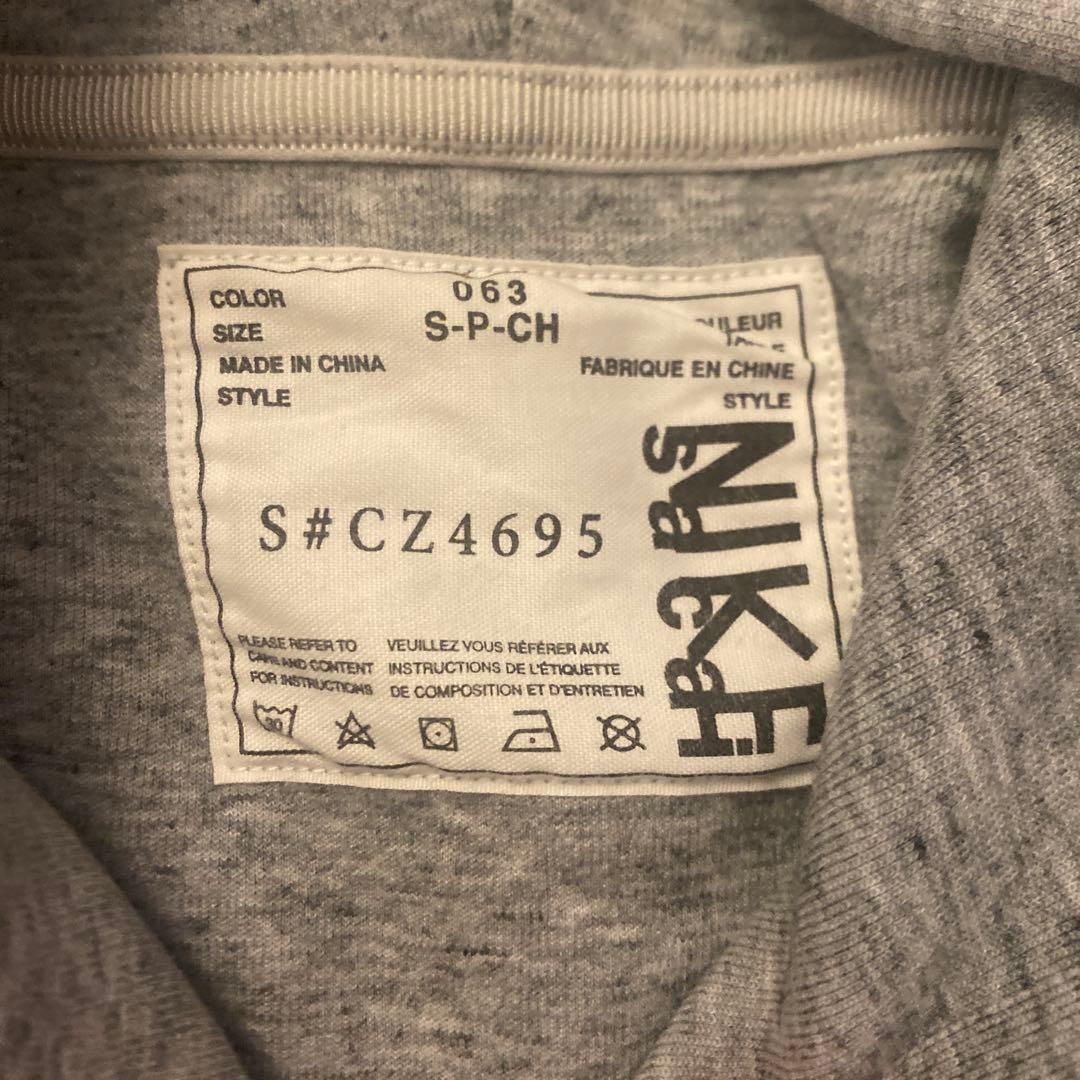 COLOR 063
SIZE S-P-CH
MADE IN CHINA FABRIQUE EN CHINE
STYLE STYLE
S#CZ4695
NIKE
sacai
PLEASE REFER TO
CARE AND CONTENT
FOR INSTRUCTIONS
VEUILLEZ VOUS RÉFÉRER AUX
INSTRUCTIONS DE L'ÉTIQUETTE
DE COMPOSITION ET D'ENTRETIEN
30